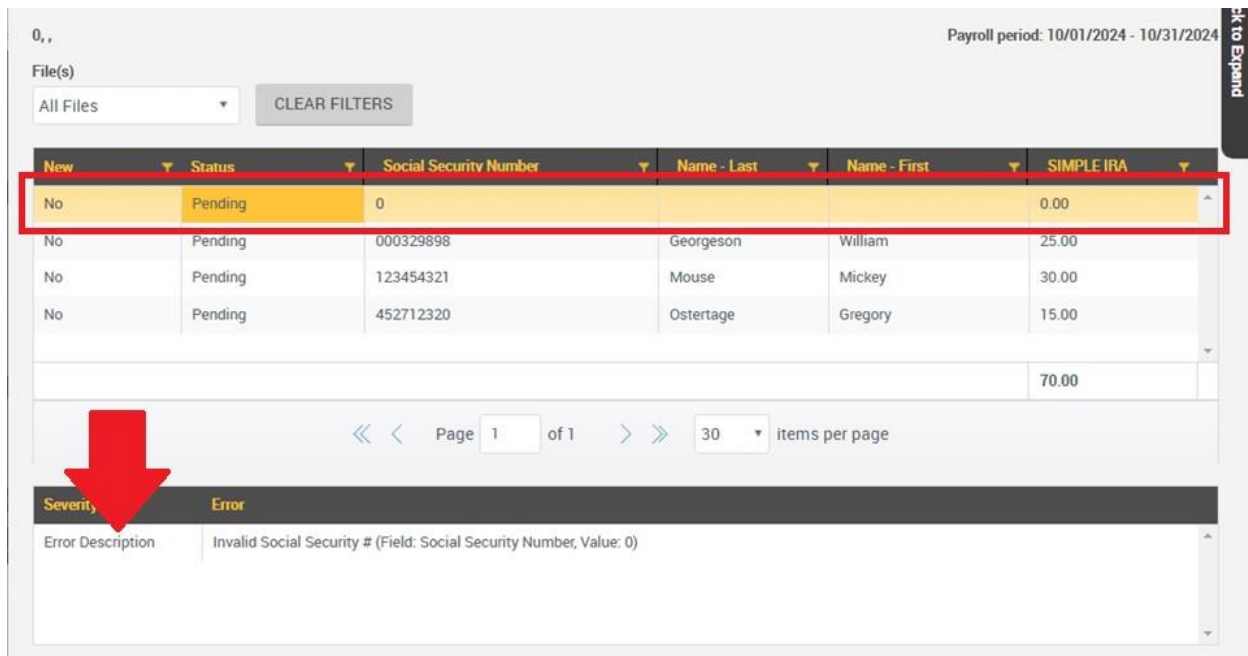 0, ,
Payroll period: 10/01/2024 - 10/31/2024
ck to Expand
File(s)
All Files CLEAR FILTERS
New Status Social Security Number Name - Last Name - First SIMPLE IRA
No Pending 0 0.00
No Pending 000329898 Georgeson William 25.00
No Pending 123454321 Mouse Mickey 30.00
No Pending 452712320 Ostertage Gregory 15.00
70.00
Page 1 of 1 30 items per page
Severity Error
Error Description Invalid Social Security # (Field: Social Security Number, Value: 0)